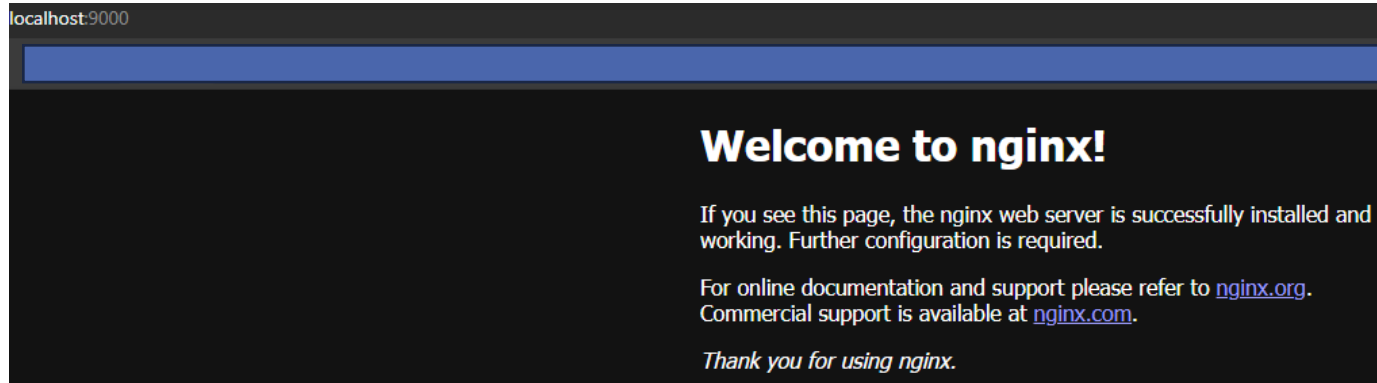 localhost:9000
Welcome to nginx!
If you see this page, the nginx web server is successfully installed and
working. Further configuration is required.
For online documentation and support please refer to nginx.org.
Commercial support is available at nginx.com.
Thank you for using nginx.